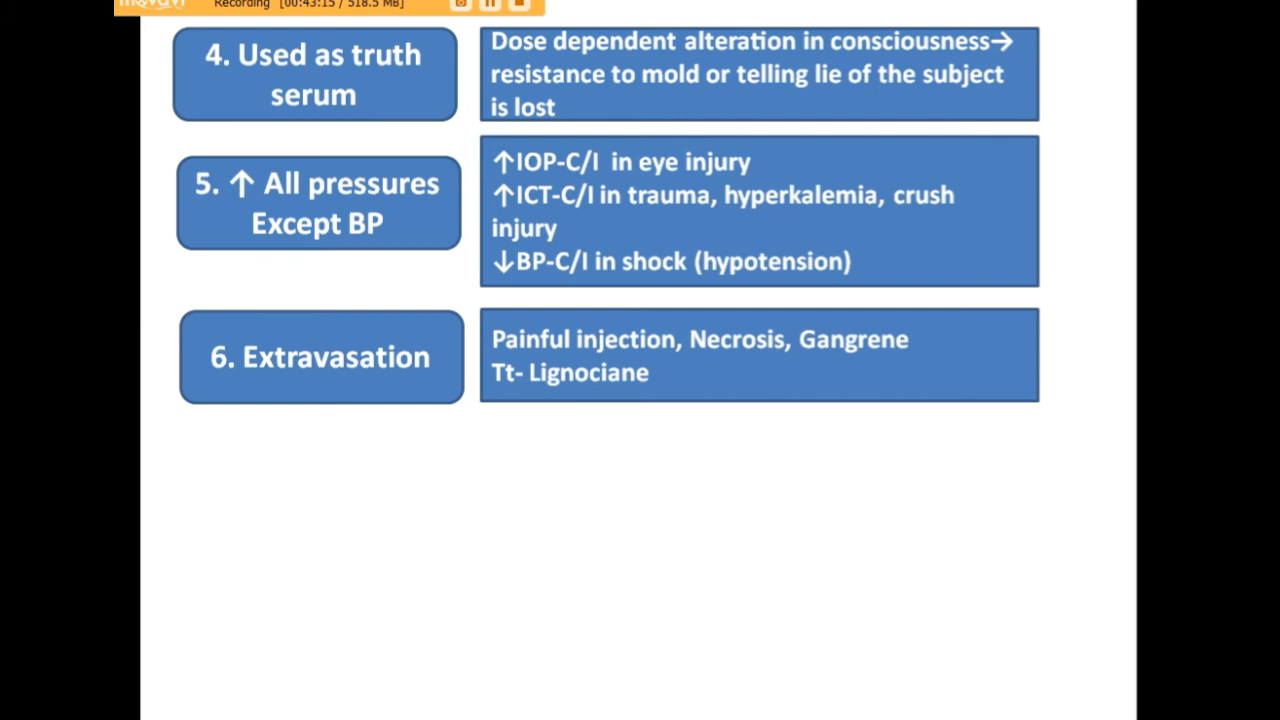 movavi
Recording [00:43:15 / 518.5 MB]
4. Used as truth
serum
Dose dependent alteration in consciousness→
resistance to mold or telling lie of the subject
is lost
5. ↑ All pressures
Except BP
↑IOP-C/I in eye injury
↑ICT-C/I in trauma, hyperkalemia, crush
injury
↓BP-C/I in shock (hypotension)
6. Extravasation
Painful injection, Necrosis, Gangrene
Tt- Lignociane